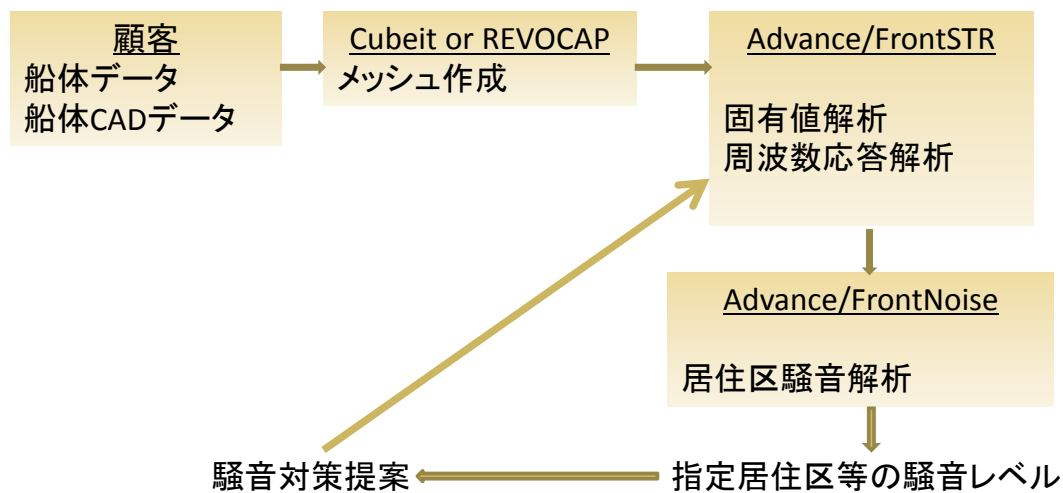 顧客
船体データ
船体CADデータ
Cubeit or REVOCAP
メッシュ作成
Advance/FrontSTR
固有値解析
周波数応答解析
Advance/FrontNoise
居住区騒音解析
騒音対策提案
指定居住区等の騒音レベル